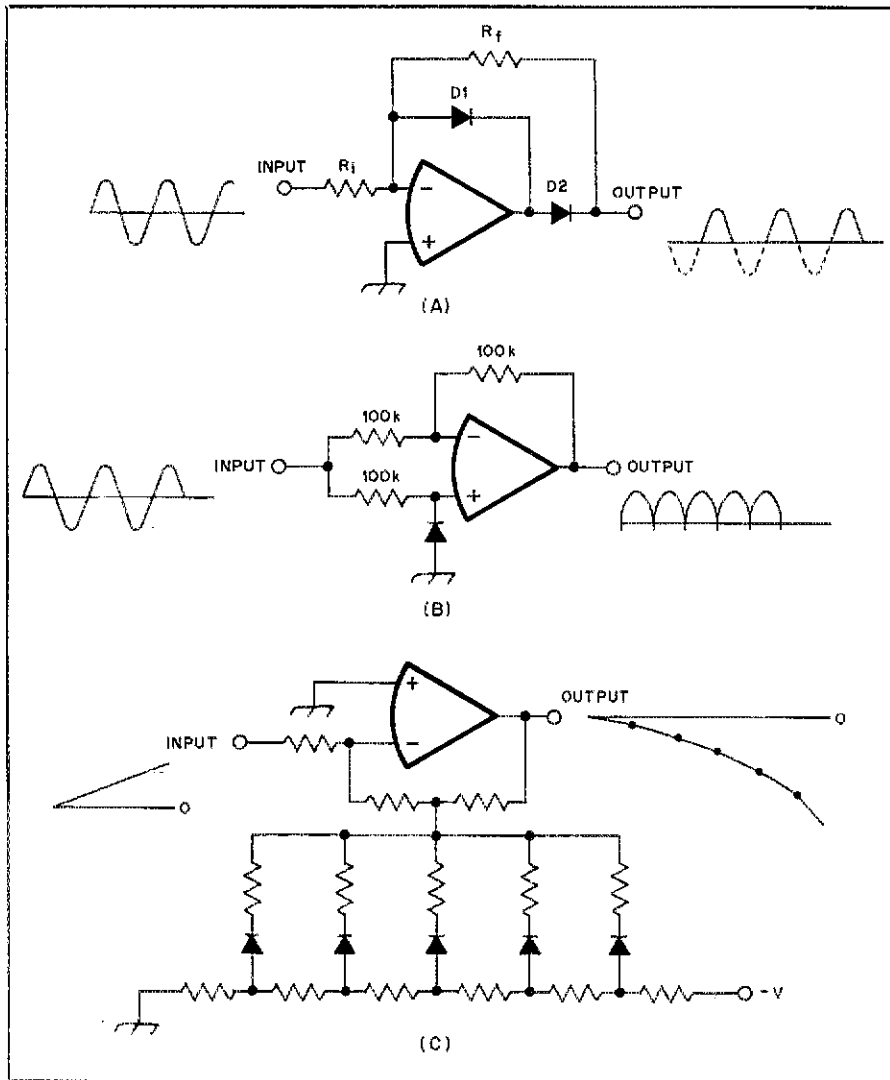 Rf
D1
INPUT
Ri
−
+
D2
OUTPUT
(A)
100k
100k
INPUT
100k
−
+
OUTPUT
(B)
+
−
OUTPUT
0
INPUT
0
-V
(C)